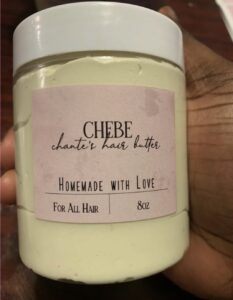 CHEBE
chante's hair butter
HOMEMADE WITH LOVE
FOR ALL HAIR 8oz